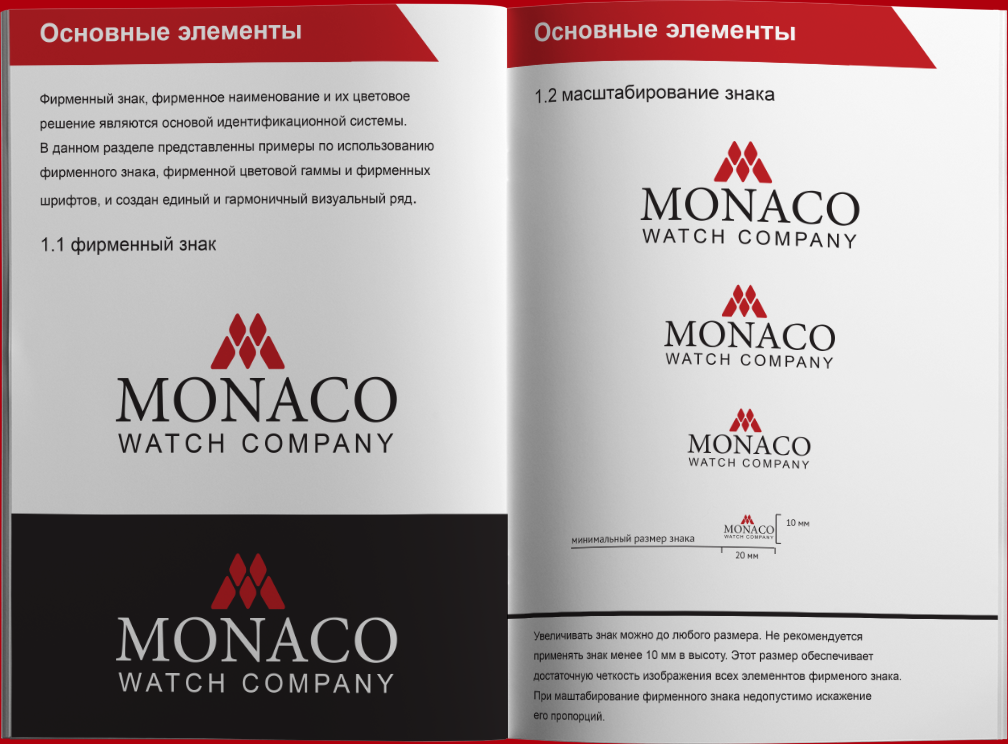 Основные элементы
Фирменный знак, фирменное наименование и их цветовое
решение являются основой идентификационной системы.
В данном разделе представленны примеры по использованию
фирменного знака, фирменной цветовой гаммы и фирменных
шрифтов, и создан единый и гармоничный визуальный ряд.
1.1 фирменный знак
MONACO
WATCH COMPANY
MONACO
WATCH COMPANY
Основные элементы
1.2 масштабирование знака
MONACO
WATCH COMPANY
MONACO
WATCH COMPANY
MONACO
WATCH COMPANY
MONACO
WATCH COMPANY
10 мм
минимальный размер знака
20 мм
Увеличивать знак можно до любого размера. Не рекомендуется
применять знак менее 10 мм в высоту. Этот размер обеспечивает
достаточную четкость изображения всех элеменнтов фирменого знака.
При маштабирование фирменного знака недопустимо искажение
его пропорций.